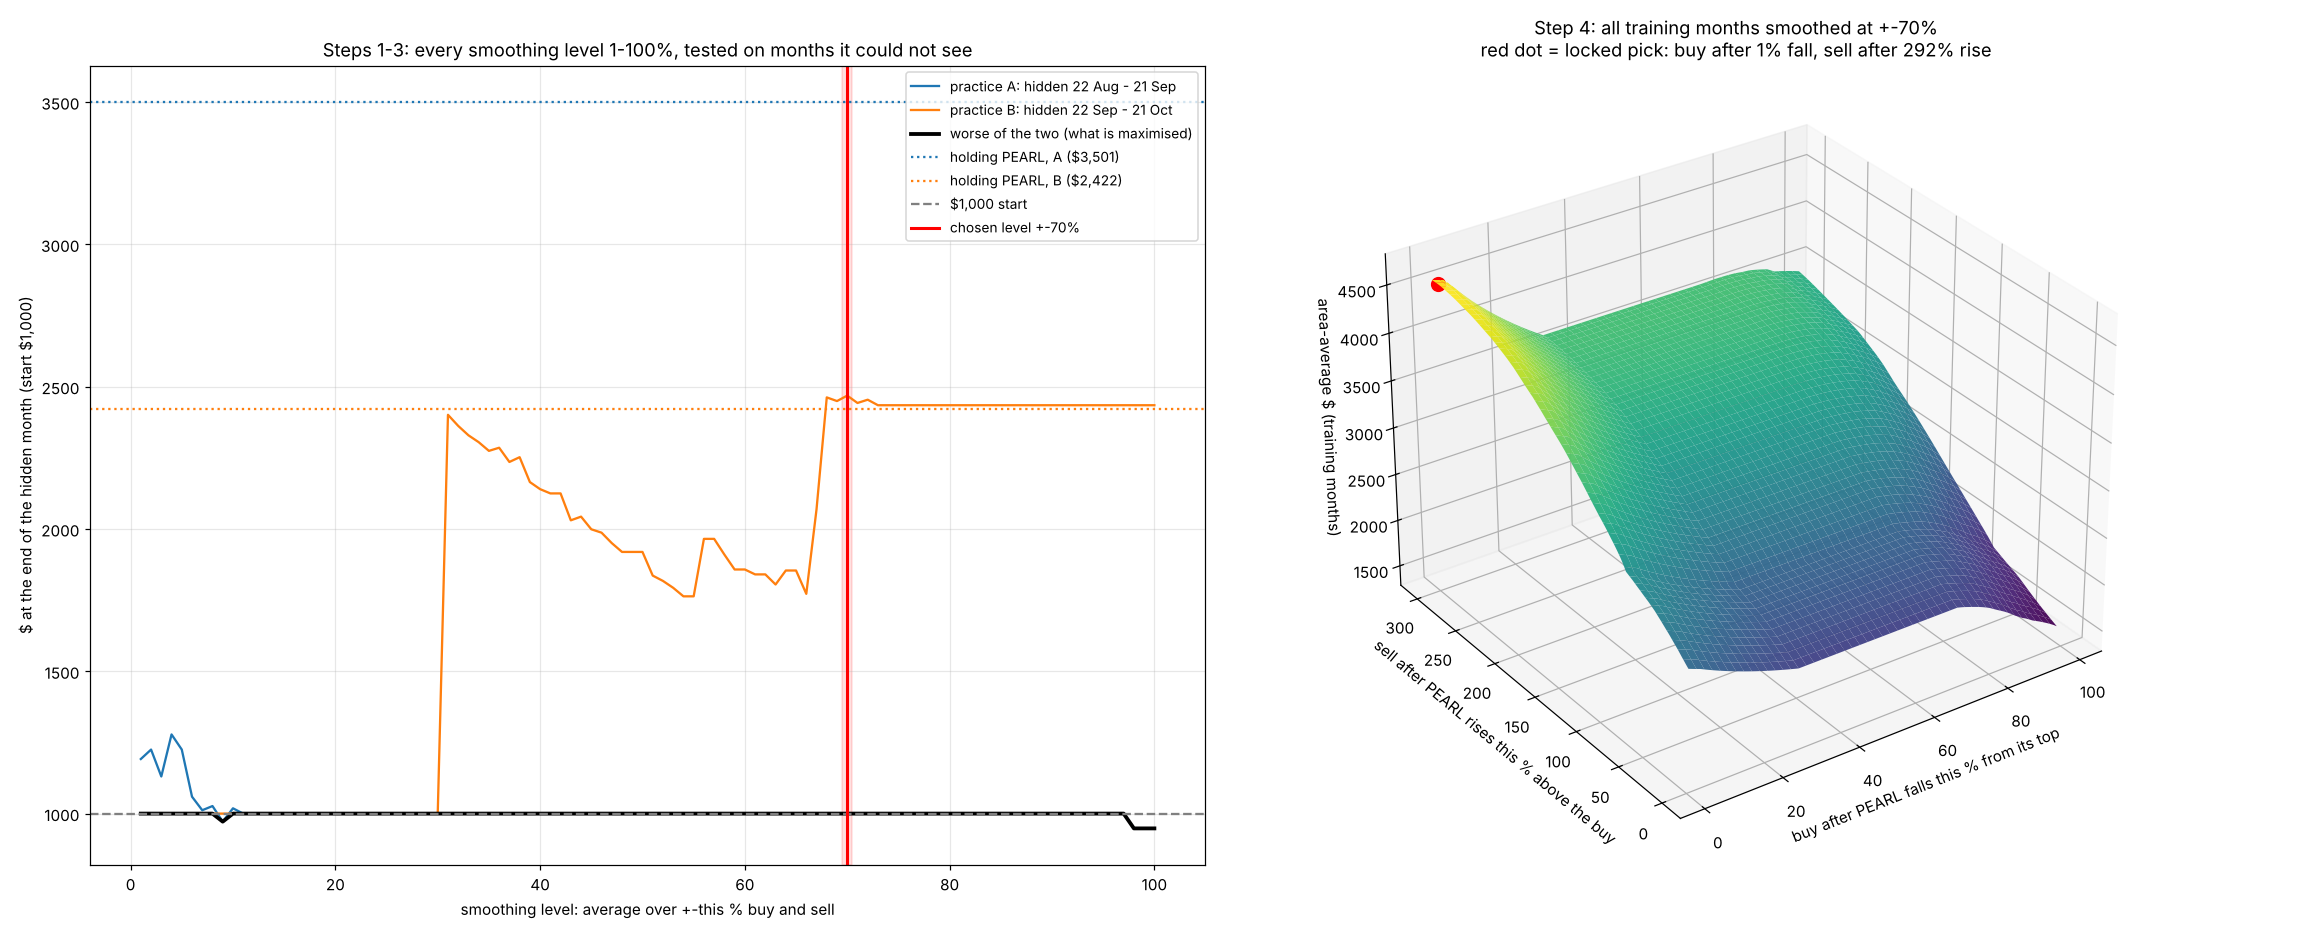 Steps 1-3: every smoothing level 1-100%, tested on months it could not see
$ at the end of the hidden month (start $1,000)
3500
3000
2500
2000
1500
1000
0
20
40
60
80
100
smoothing level: average over +-this % buy and sell
practice A: hidden 22 Aug - 21 Sep
practice B: hidden 22 Sep - 21 Oct
worse of the two (what is maximised)
holding PEARL, A ($3,501)
holding PEARL, B ($2,422)
$1,000 start
chosen level +-70%
Step 4: all training months smoothed at +-70%
red dot = locked pick: buy after 1% fall, sell after 292% rise
area-average $ (training months)
4500
4000
3500
3000
2500
2000
1500
300
250
200
150
100
50
0
sell after PEARL rises this % above the buy
0
20
40
60
80
100
buy after PEARL falls this % from its top